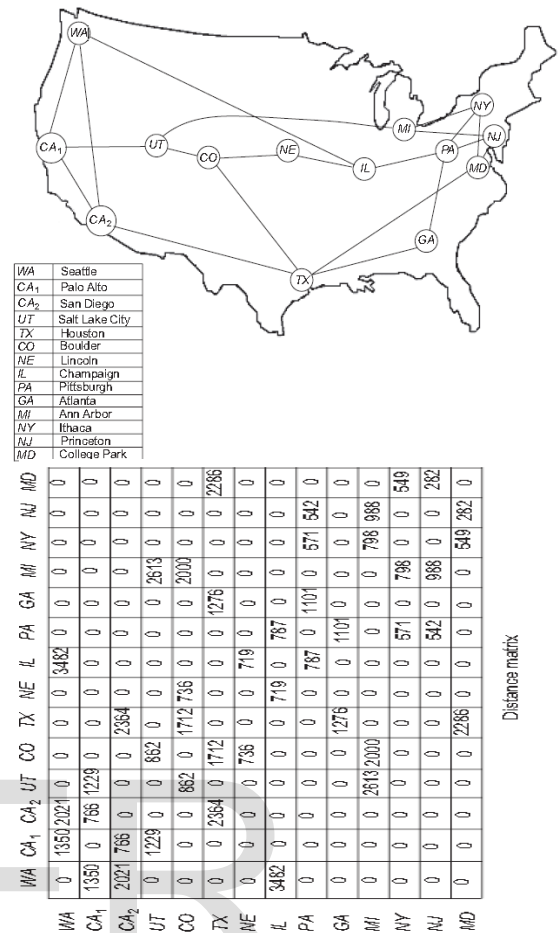 WA
NY
MI
NJ
CA₁
UT
CO
NE
PA
IL
MD
CA₂
GA
TX
WA Seattle
CA₁ Palo Alto
CA₂ San Diego
UT Salt Lake City
TX Houston
CO Boulder
NE Lincoln
IL Champaign
PA Pittsburgh
GA Atlanta
MI Ann Arbor
NY Ithaca
NJ Princeton
MD College Park
WA CA₁ CA₂ UT CO TX NE IL PA GA MI NY NJ MD
WA 0 1350 2021 0 0 0 0 3482 0 0 0 0 0 0
CA₁ 1350 0 766 1229 0 0 0 0 0 0 0 0 0 0
CA₂ 2021 766 0 0 0 2364 0 0 0 0 0 0 0 0
UT 0 1229 0 0 862 0 0 0 0 0 2613 0 0 0
CO 0 0 0 862 0 1712 736 0 0 0 2000 0 0 0
TX 0 0 2364 0 1712 0 0 0 0 1276 0 0 0 2286
NE 0 0 0 0 736 0 0 719 0 0 0 0 0 0
IL 3482 0 0 0 0 0 719 0 787 0 0 0 0 0
PA 0 0 0 0 0 0 0 787 0 1101 0 571 542 0
GA 0 0 0 0 0 1276 0 0 1101 0 0 0 0 0
MI 0 0 0 2613 2000 0 0 0 0 0 0 798 988 0
NY 0 0 0 0 0 0 0 0 571 0 798 0 0 549
NJ 0 0 0 0 0 0 0 0 542 0 988 0 0 282
MD 0 0 0 0 0 2286 0 0 0 0 0 549 282 0
Distance matrix